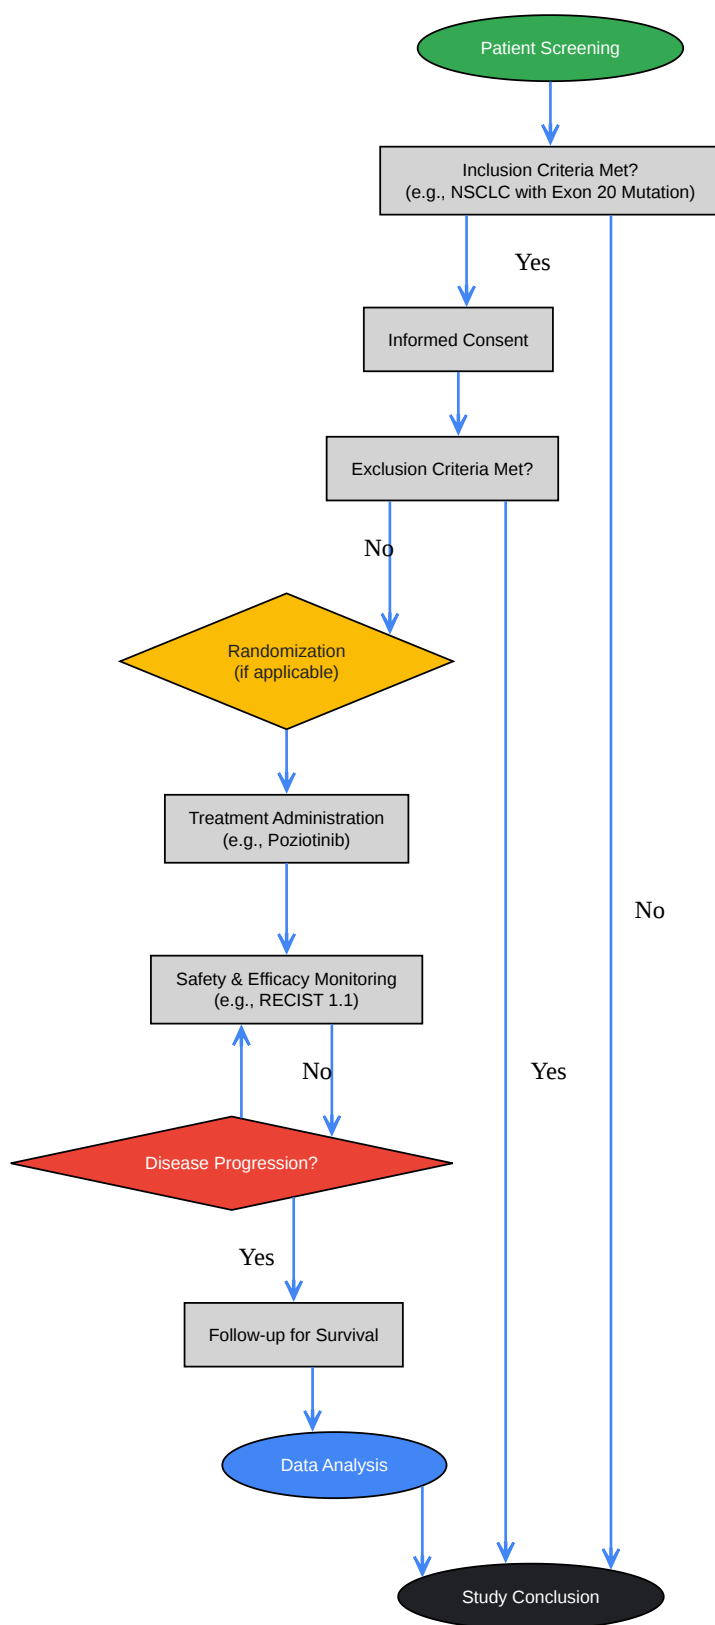 Patient Screening
Inclusion Criteria Met?
(e.g., NSCLC with Exon 20 Mutation)
Yes
Informed Consent
Exclusion Criteria Met?
No
Randomization
(if applicable)
Treatment Administration
(e.g., Poziotinib)
No
Safety & Efficacy Monitoring
(e.g., RECIST 1.1)
No
Yes
Disease Progression?
Yes
Follow-up for Survival
Data Analysis
Study Conclusion